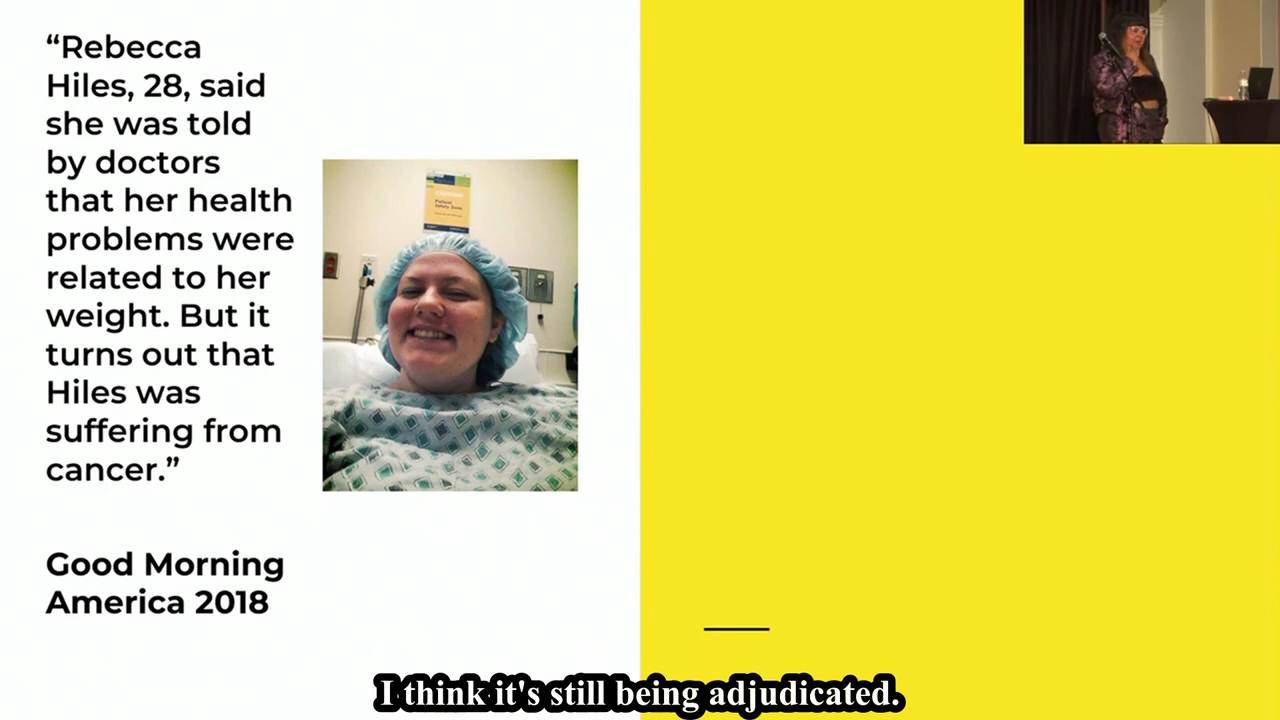 “Rebecca
Hiles, 28, said
she was told
by doctors
that her health
problems were
related to her
weight. But it
turns out that
Hiles was
suffering from
cancer.”
Good Morning
America 2018
I think it's still being adjudicated.